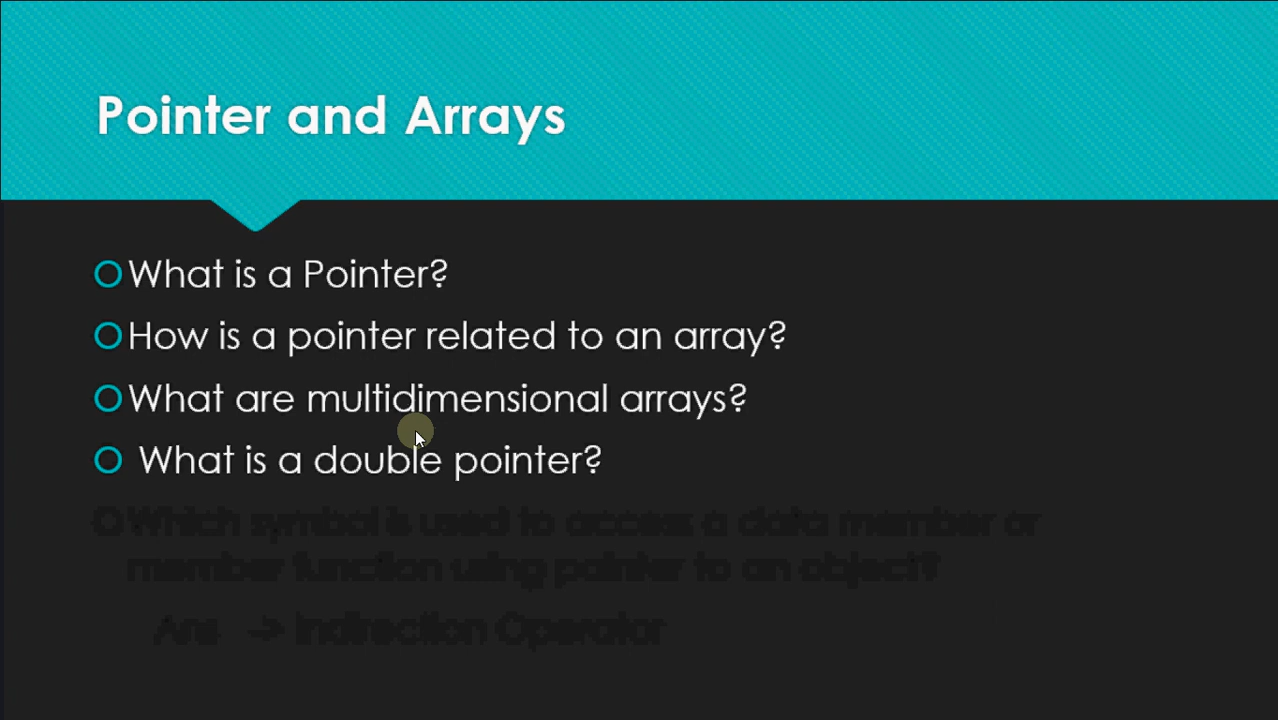 Pointer and Arrays
What is a Pointer?
How is a pointer related to an array?
What are multidimensional arrays?
What is a double pointer?
Which symbol is used to access a data member or
member function using pointer to an object?
Ans -> Indirection Operator